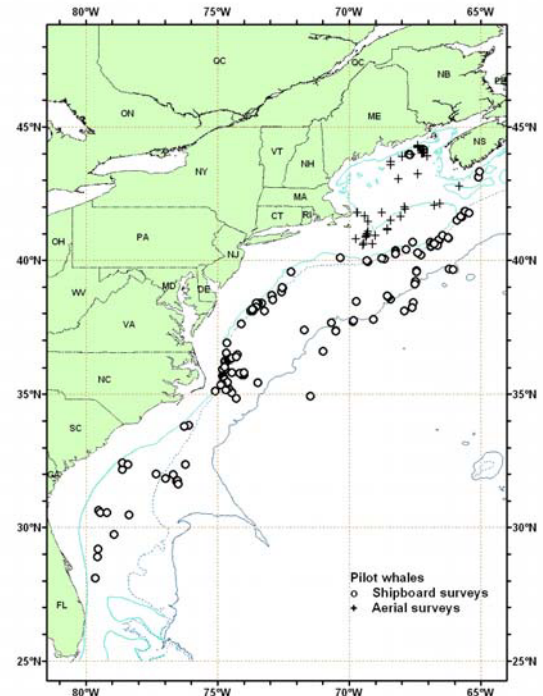 80°W 75°W 70°W 65°W
QC QC
NB
PE
ON
ME
45°N 45°N
NS
VT
NH
NY
MA
CT RI
PA
OH
40°N 40°N
NJ
MD DE
WV
VA
NC
35°N 35°N
SC
GA
30°N 30°N
Pilot whales
FL
Shipboard surveys
Aerial surveys
25°N 25°N
80°W 75°W 70°W 65°W